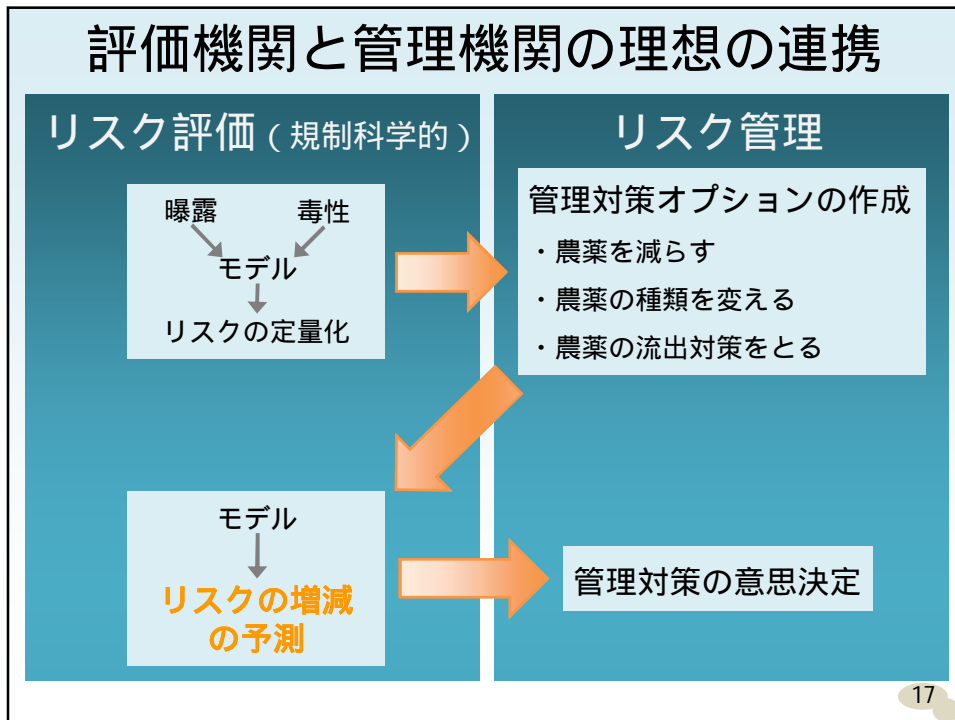 評価機関と管理機関の理想の連携
リスク評価（規制科学的）
曝露 毒性
モデル
リスクの定量化
リスク管理
管理対策オプションの作成
・農薬を減らす
・農薬の種類を変える
・農薬の流出対策をとる
モデル
リスクの増減
の予測
管理対策の意思決定
17